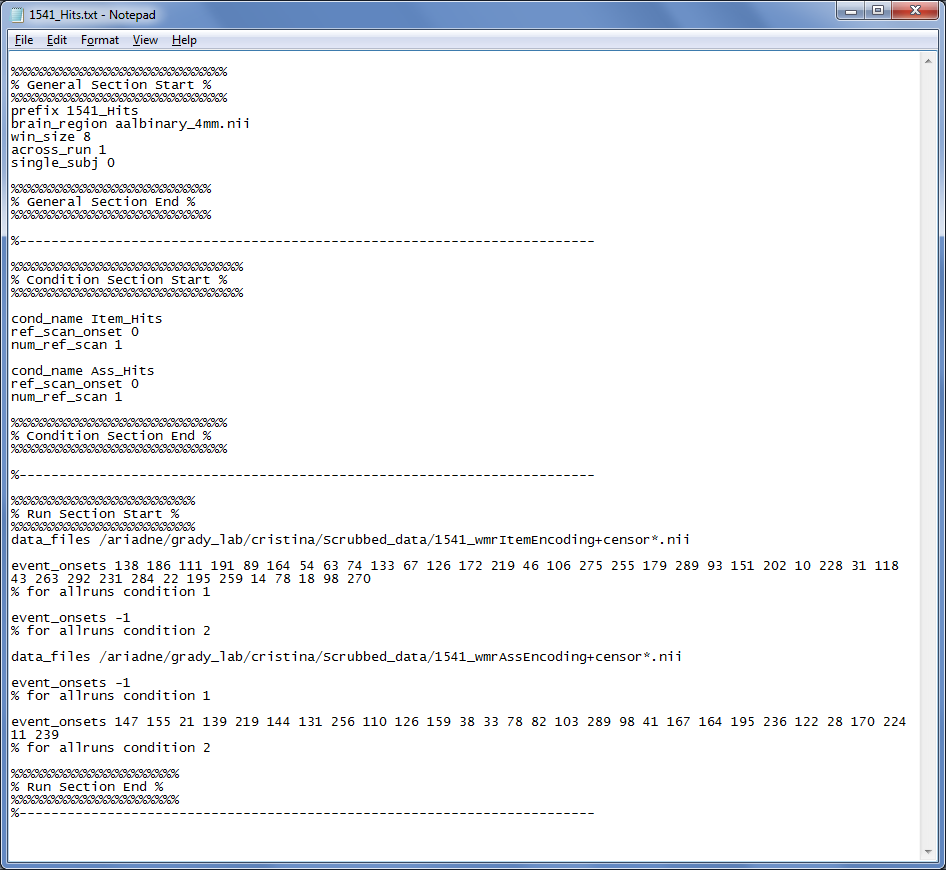 1541_Hits.txt - Notepad
File Edit Format View Help
%%%%%%%%%%%%%%%%%%%%%%%%%%%
% General Section Start %
%%%%%%%%%%%%%%%%%%%%%%%%%%%
prefix 1541_Hits
brain_region aalbinary_4mm.nii
win_size 8
across_run 1
single_subj 0
%%%%%%%%%%%%%%%%%%%%%%%%%
% General Section End %
%%%%%%%%%%%%%%%%%%%%%%%%%
%------------------------------------------------------------------------
%%%%%%%%%%%%%%%%%%%%%%%%%%%%%
% Condition Section Start %
%%%%%%%%%%%%%%%%%%%%%%%%%%%%%
cond_name Item_Hits
ref_scan_onset 0
num_ref_scan 1
cond_name Ass_Hits
ref_scan_onset 0
num_ref_scan 1
%%%%%%%%%%%%%%%%%%%%%%%%%%%
% Condition Section End %
%%%%%%%%%%%%%%%%%%%%%%%%%%%
%------------------------------------------------------------------------
%%%%%%%%%%%%%%%%%%%%%%%
% Run Section Start %
%%%%%%%%%%%%%%%%%%%%%%%
data_files /ariadne/grady_lab/cristina/Scrubbed_data/1541_wmrItemEncoding+censor*.nii
event_onsets 138 186 111 191 89 164 54 63 74 133 67 126 172 219 46 106 275 255 179 289 93 151 202 10 228 31 118
43 263 292 231 284 22 195 259 14 78 18 98 270
% for allruns condition 1
event_onsets -1
% for allruns condition 2
data_files /ariadne/grady_lab/cristina/Scrubbed_data/1541_wmrAssEncoding+censor*.nii
event_onsets -1
% for allruns condition 1
event_onsets 147 155 21 139 219 144 131 256 110 126 159 38 33 78 82 103 289 98 41 167 164 195 236 122 28 170 224
11 239
% for allruns condition 2
%%%%%%%%%%%%%%%%%%%%%
% Run Section End %
%%%%%%%%%%%%%%%%%%%%%
%------------------------------------------------------------------------